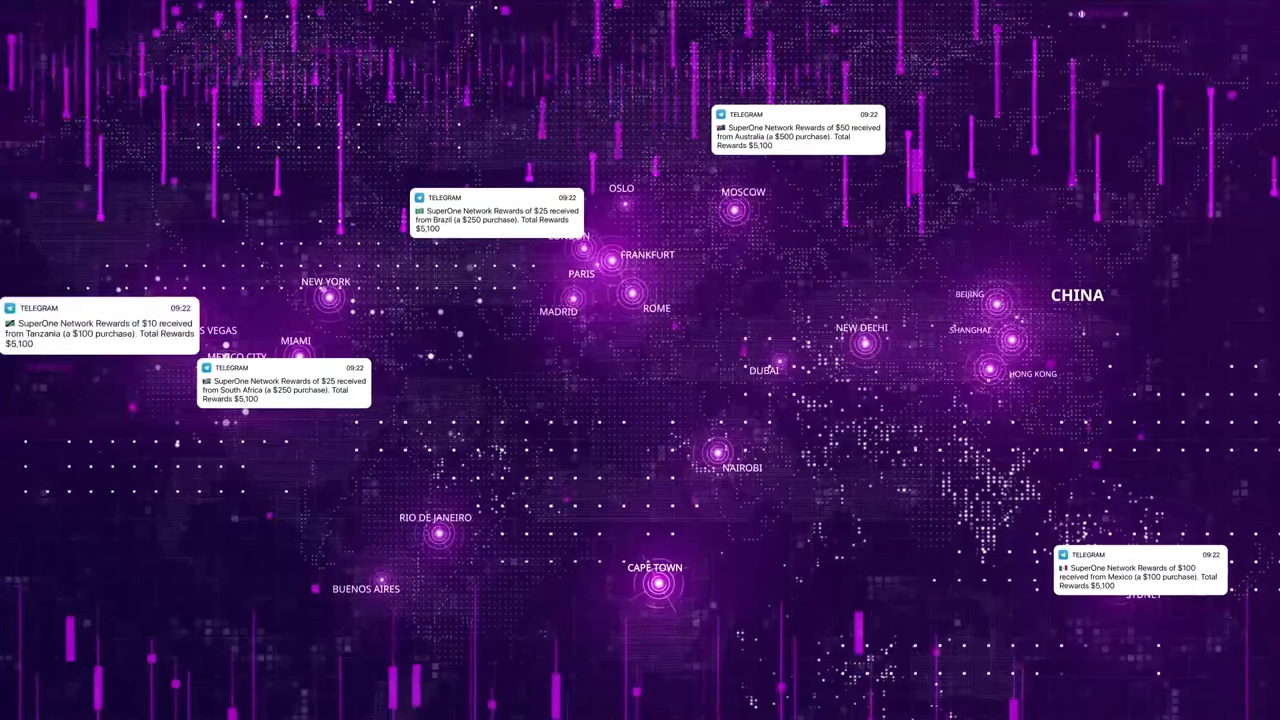 TELEGRAM 09:22
SuperOne Network Rewards of $50 received
from Australia (a $500 purchase). Total
Rewards $5,100
OSLO
MOSCOW
TELEGRAM 09:22
SuperOne Network Rewards of $25 received
from Brazil (a $250 purchase). Total Rewards
$5,100
LONDON
FRANKFURT
PARIS
NEW YORK
BEIJING
CHINA
TELEGRAM 09:22
SuperOne Network Rewards of $10 received
from Tanzania (a $100 purchase). Total Rewards
$5,100
S VEGAS
MADRID
ROME
NEW DELHI
SHANGHAI
MIAMI
MEXICO CITY
TELEGRAM 09:22
SuperOne Network Rewards of $25 received
from South Africa (a $250 purchase). Total
Rewards $5,100
DUBAI
HONG KONG
NAIROBI
RIO DE JANEIRO
CAPE TOWN
BUENOS AIRES
TELEGRAM 09:22
SuperOne Network Rewards of $100
received from Mexico (a $100 purchase). Total
Rewards $5,100
SYDNEY